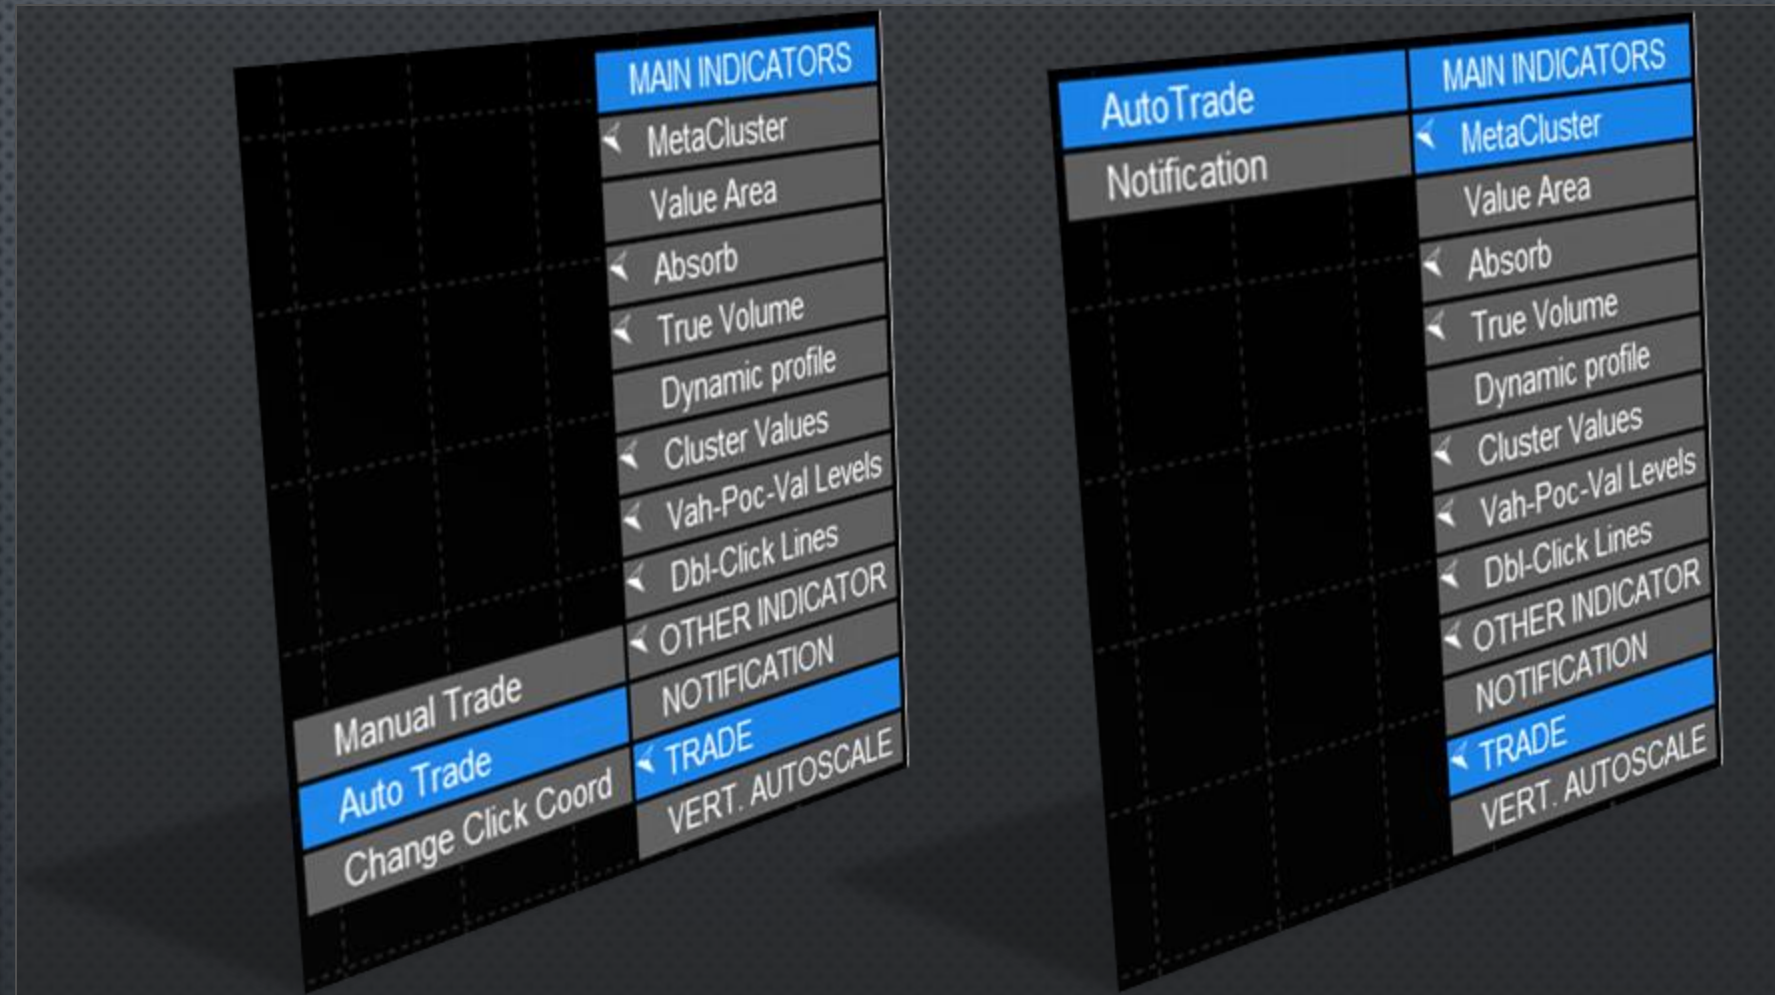 MAIN INDICATORS
MetaCluster
Value Area
Absorb
True Volume
Dynamic profile
Cluster Values
Vah-Poc-Val Levels
Dbl-Click Lines
OTHER INDICATOR
NOTIFICATION
TRADE
VERT. AUTOSCALE
Manual Trade
Auto Trade
Change Click Coord
MAIN INDICATORS
MetaCluster
Value Area
Absorb
True Volume
Dynamic profile
Cluster Values
Vah-Poc-Val Levels
Dbl-Click Lines
OTHER INDICATOR
NOTIFICATION
TRADE
VERT. AUTOSCALE
AutoTrade
Notification